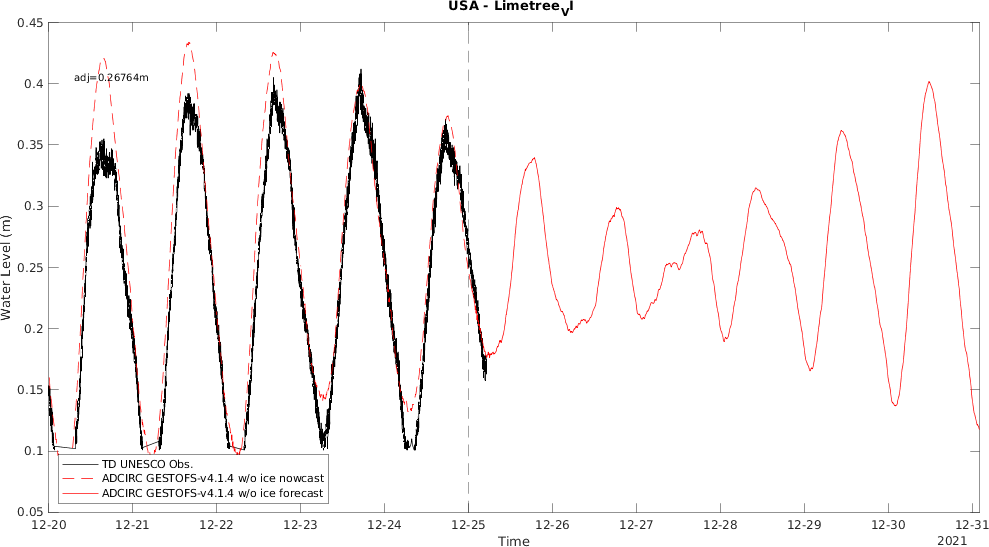 USA - Limetree_VI
0.45
adj=0.26764m
0.4
0.35
0.3
0.25
0.2
0.15
0.1
0.05
Water Level (m)
TD UNESCO Obs.
ADCIRC GESTOFS-v4.1.4 w/o ice nowcast
ADCIRC GESTOFS-v4.1.4 w/o ice forecast
12-20 12-21 12-22 12-23 12-24 12-25 12-26 12-27 12-28 12-29 12-30 12-31
Time
2021